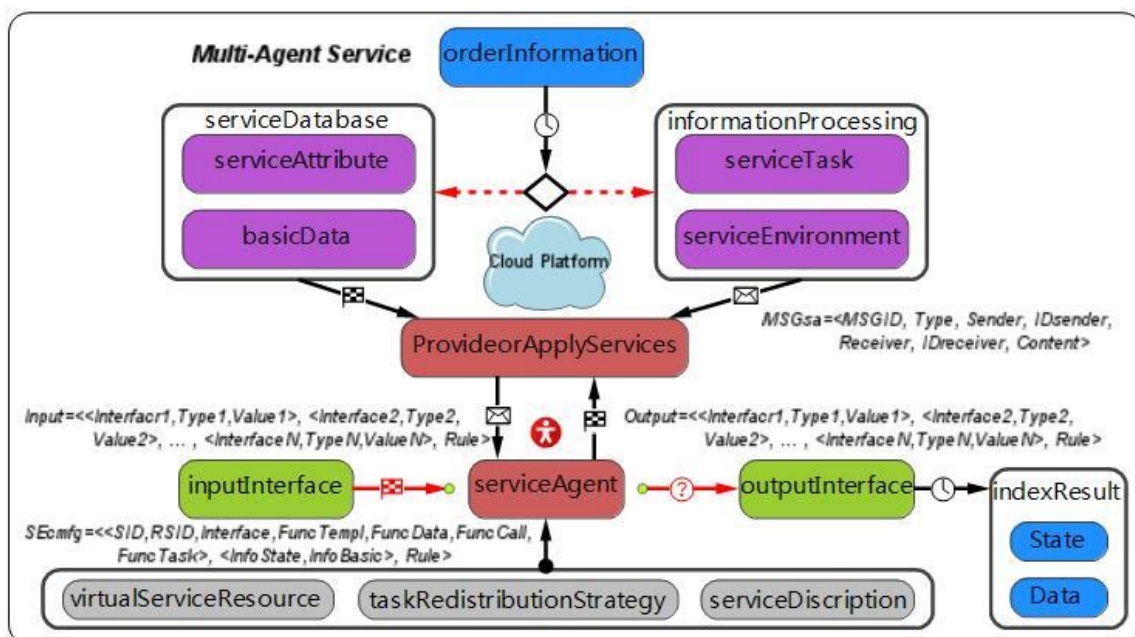 Multi-Agent Service
orderInformation
serviceDatabase
serviceAttribute
basicData
informationProcessing
serviceTask
serviceEnvironment
Cloud Platform
MSGsa=<MSGID, Type, Sender, IDsender,
Receiver, IDreceiver, Content>
ProvideorApplyServices
Input=<<Interfacr1,Type1,Value1>, <Interface2,Type2,
Value2>, ... , <InterfaceN,TypeN,ValueN>, Rule>
Output=<<Interfacr1,Type1,Value1>, <Interface2,Type2,
Value2>, ... , <InterfaceN,TypeN,ValueN>, Rule>
inputInterface
serviceAgent
?
outputInterface
indexResult
State
Data
SEcmfg=<<SID,RSID,Interface,FuncTempl,FuncData,FuncCall,
FuncTask>, <InfoState,InfoBasic>, Rule>
virtualServiceResource
taskRedistributionStrategy
serviceDiscription